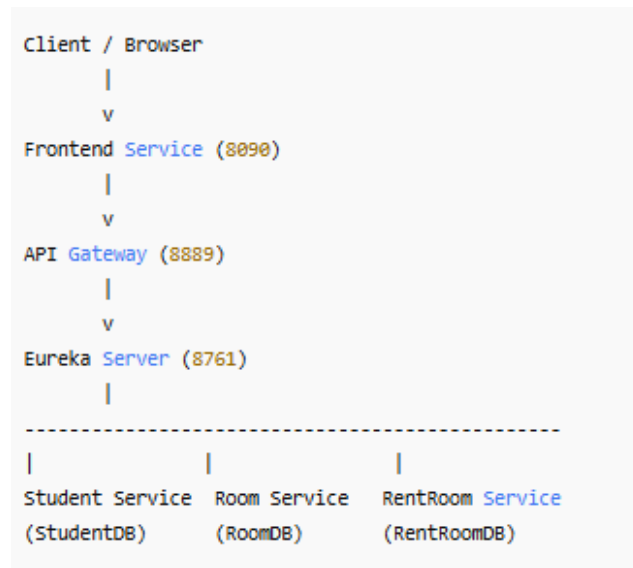 Client / Browser
|
v
Frontend Service (8090)
|
v
API Gateway (8889)
|
v
Eureka Server (8761)
|
------------------------------------------------
| | |
Student Service Room Service RentRoom Service
(StudentDB) (RoomDB) (RentRoomDB)